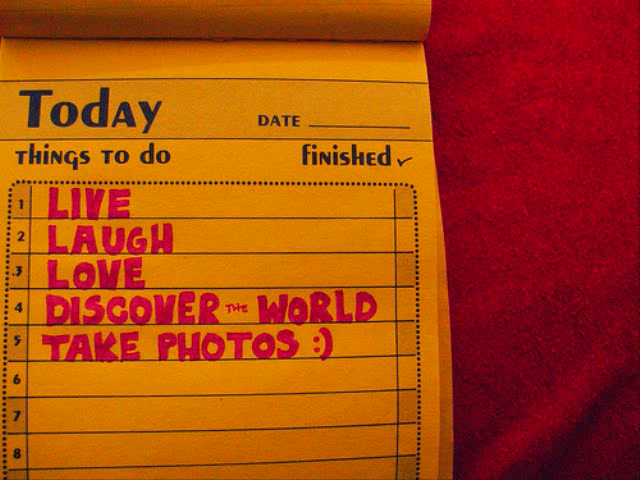 Today
DATE
THINGS TO do
finished ✓
1 LIVE
2 LAUGH
3 LOVE
4 DISCOVER THE WORLD
5 TAKE PHOTOS :)
6
7
8